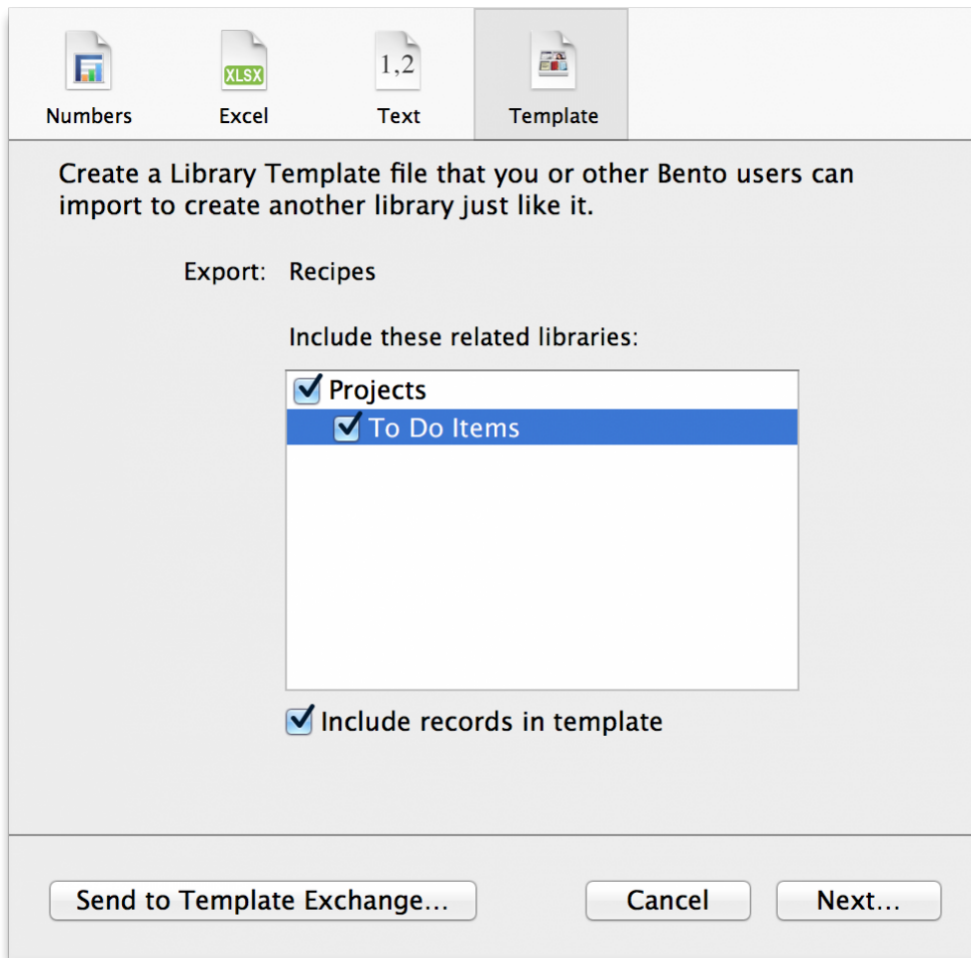 XLSX
1,2
Numbers Excel Text Template
Create a Library Template file that you or other Bento users can
import to create another library just like it.
Export: Recipes
Include these related libraries:
Projects
To Do Items
Include records in template
Send to Template Exchange... Cancel Next...